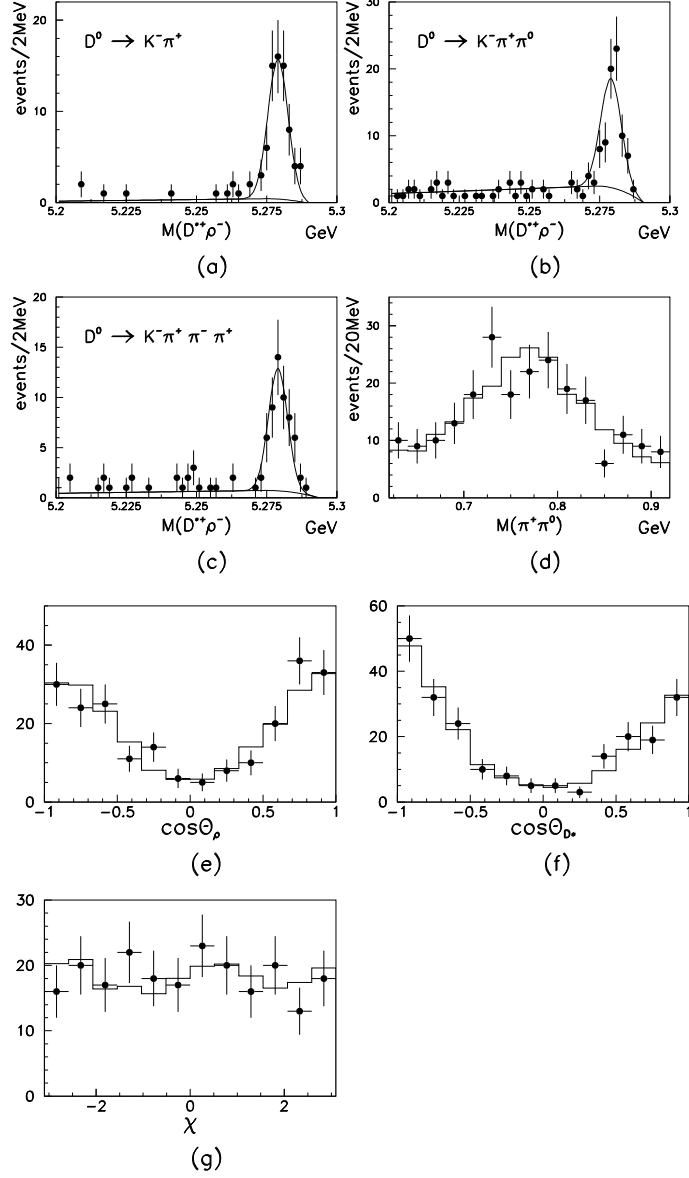 events/2MeV
D⁰ → K⁻π⁺
20
10
0
5.2 5.225 5.25 5.275 5.3
M(D*⁺ρ⁻) GeV
(a)
events/2MeV
D⁰ → K⁻π⁺π⁰
30
20
10
0
5.2 5.225 5.25 5.275 5.3
M(D*⁺ρ⁻) GeV
(b)
events/2MeV
D⁰ → K⁻π⁺ π⁻ π⁺
20
15
10
5
0
5.2 5.225 5.25 5.275 5.3
M(D*⁺ρ⁻) GeV
(c)
events/20MeV
30
20
10
0
0.7 0.8 0.9
M(π⁺π⁰) GeV
(d)
40
20
0
−1 −0.5 0 0.5 1
cosΘρ
(e)
60
40
20
0
−1 −0.5 0 0.5 1
cosΘD*
(f)
30
20
10
0
−2 0 2
χ
(g)